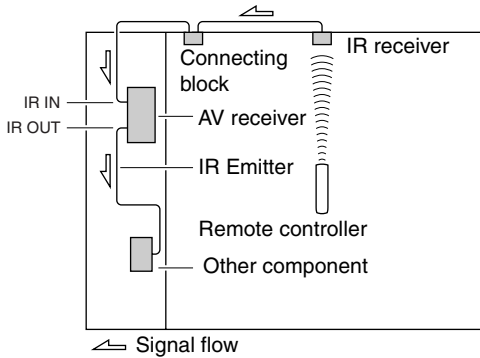 IR receiver
Connecting
block
IR IN
AV receiver
IR OUT
IR Emitter
Remote controller
Other component
Signal flow